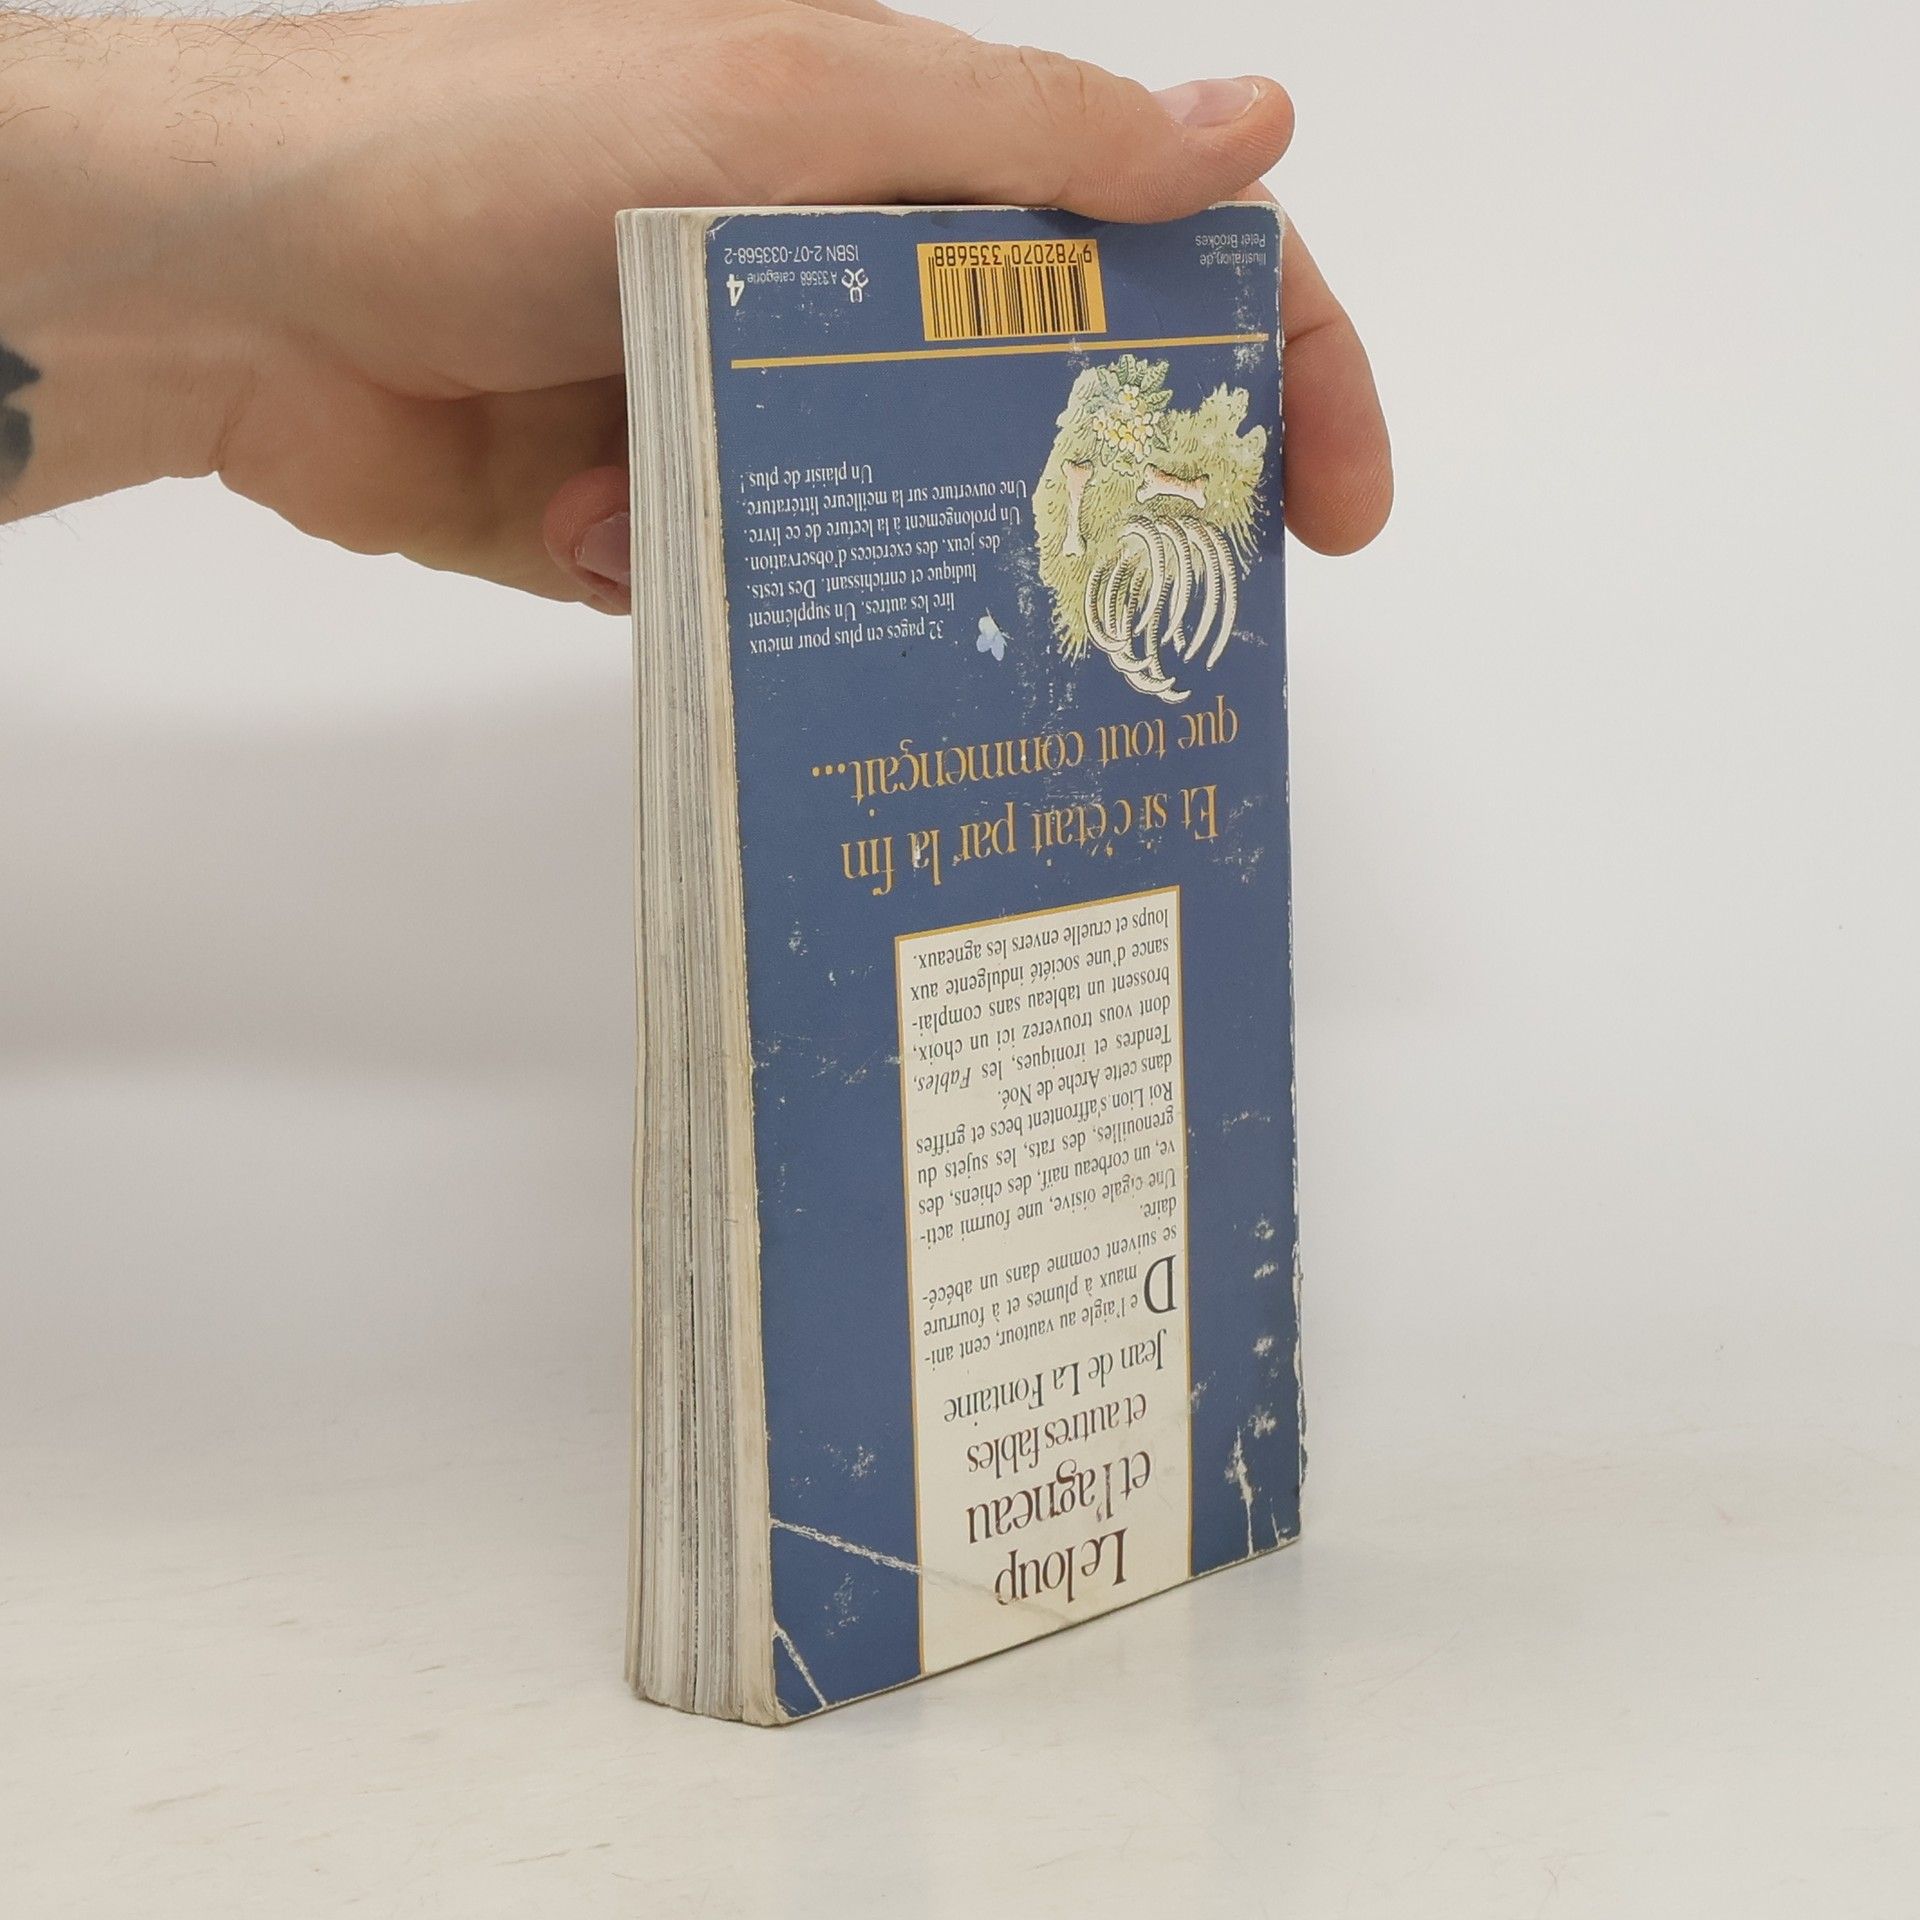 Le loup
et l'agneau
et autres fables
Jean de La Fontaine
De l'aigle au vautour, cent ani-
maux à plumes et à fourrure
se suivent comme dans un abécé-
daire.
Une cigale oisive, une fourmi acti-
ve, un corbeau naïf, des chiens, des
grenouilles, des rats, les sujets du
Roi Lion s'affrontent becs et griffes
dans cette Arche de Noé.
Tendres et ironiques, les Fables,
dont vous trouverez ici un choix,
brossent un tableau sans complai-
sance d'une société indulgente aux
loups et cruelle envers les agneaux.
Et si c'était par la fin
que tout commençait...
32 pages en plus pour mieux
lire les autres. Un supplément
ludique et enrichissant. Des tests,
des jeux, des exercices d'observation.
Un prolongement à la lecture de ce livre.
Une ouverture sur la meilleure littérature.
Un plaisir de plus !
Illustration de
Peter Brookes
9 782070 335688
A 33568 catégorie 4
ISBN 2-07-033568-2